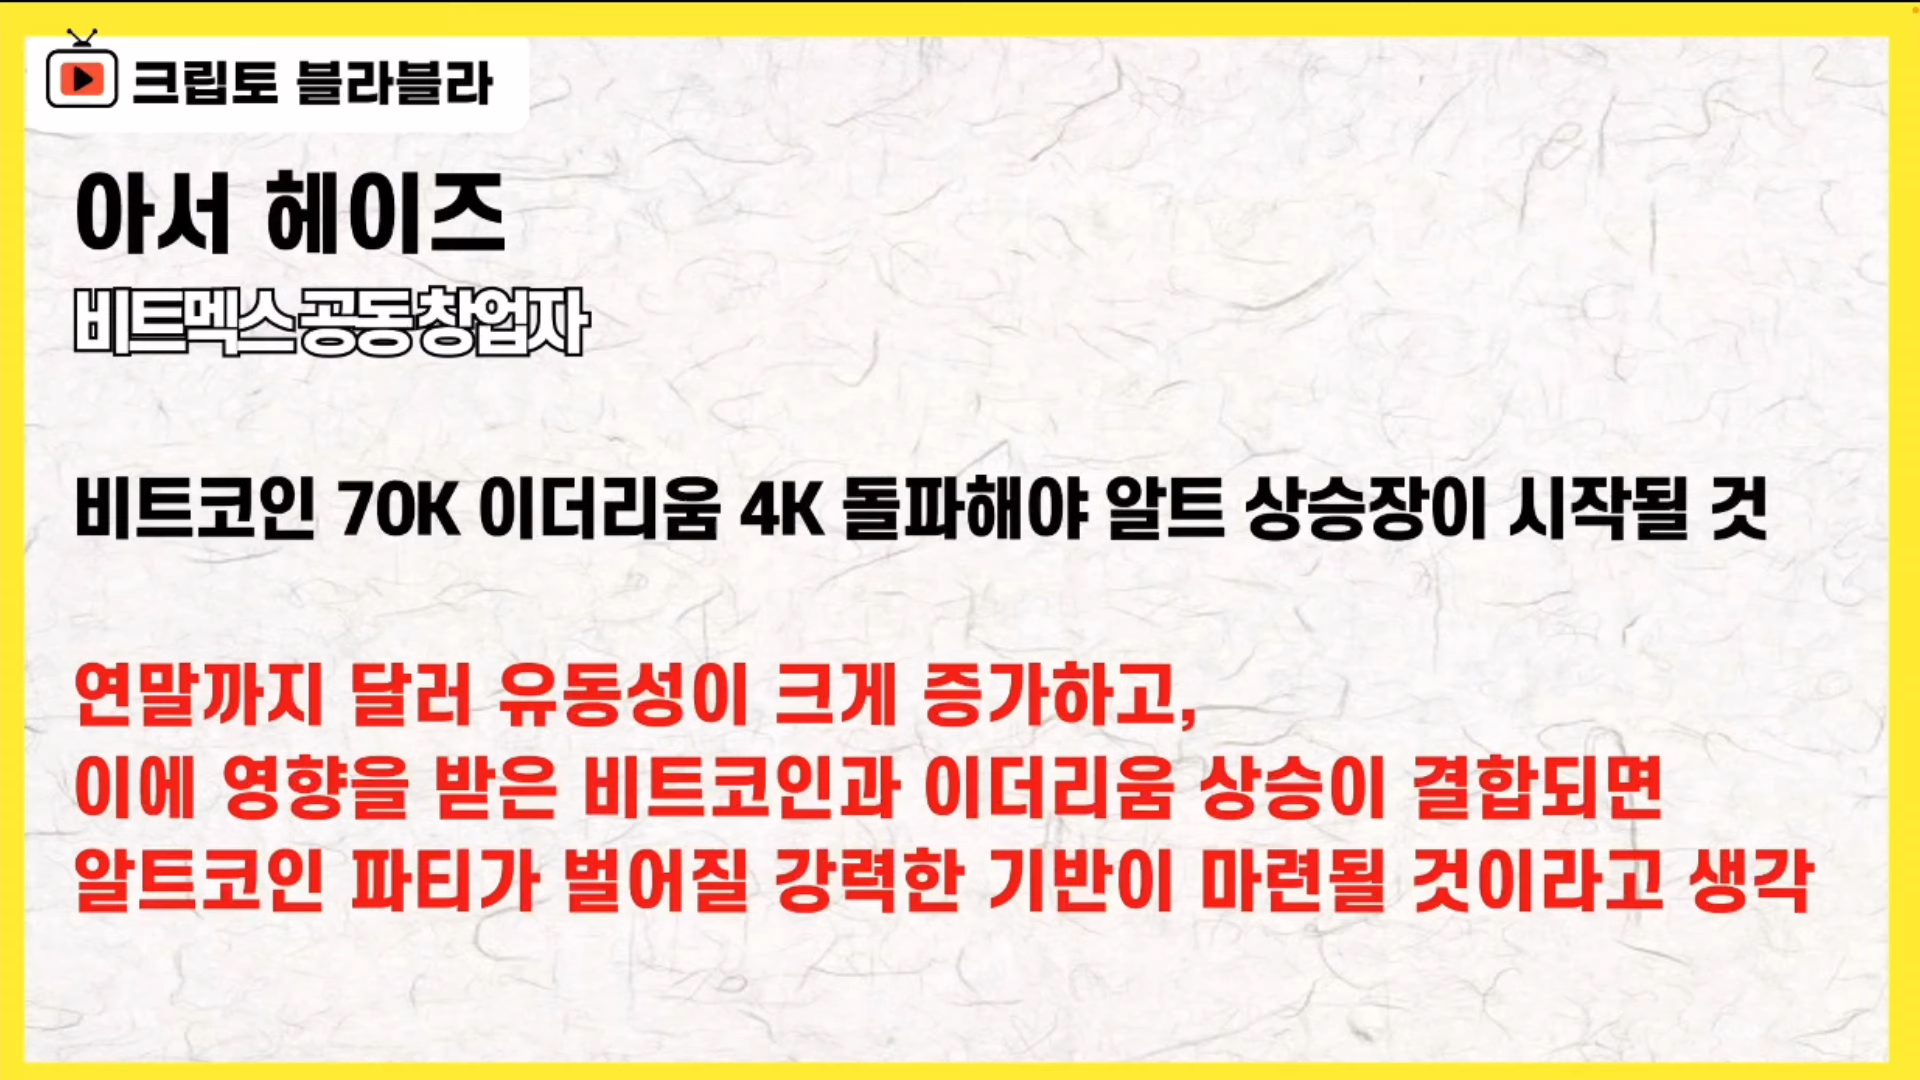 크립토 블라블라
아서 헤이즈
비트멕스 공동 창업자
비트코인 70K 이더리움 4K 돌파해야 알트 상승장이 시작될 것
연말까지 달러 유동성이 크게 증가하고,
이에 영향을 받은 비트코인과 이더리움 상승이 결합되면
알트코인 파티가 벌어질 강력한 기반이 마련될 것이라고 생각